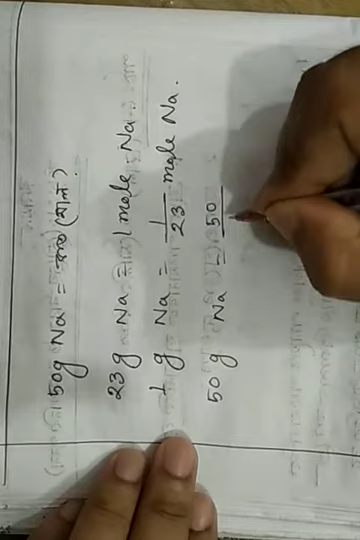 50g Na = কত মোল?
23 g Na = 1 mole Na
1 g Na = 1/23 mole Na.
50 g Na = 50